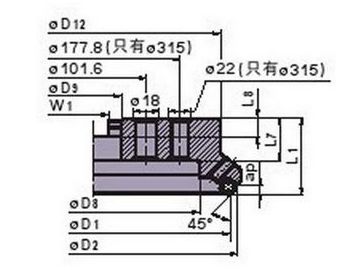 øD12
ø177.8(只有ø315)
ø101.6
ø22(只有ø315)
øD9
ø18
W1
L8
L7
L1
ap
øD8
øD1
45°
øD2